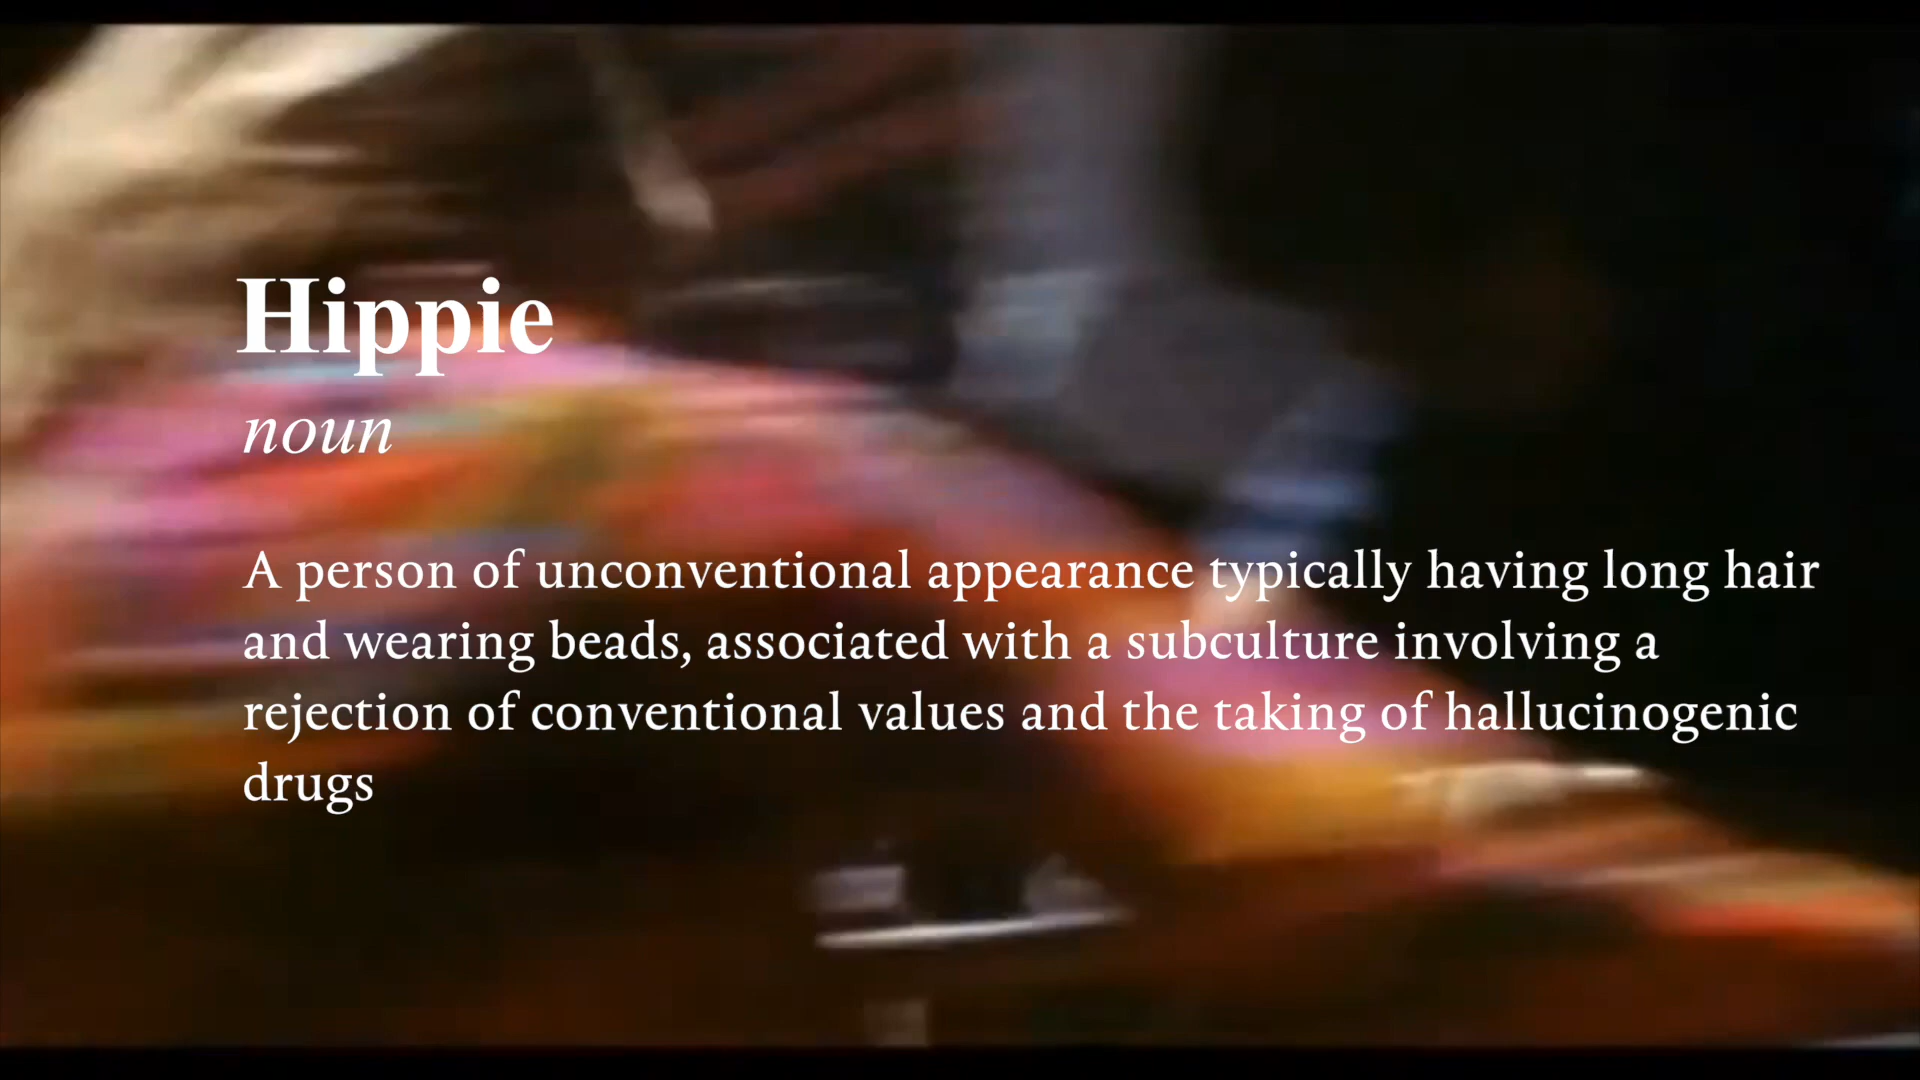 Hippie
noun
A person of unconventional appearance typically having long hair
and wearing beads, associated with a subculture involving a
rejection of conventional values and the taking of hallucinogenic
drugs